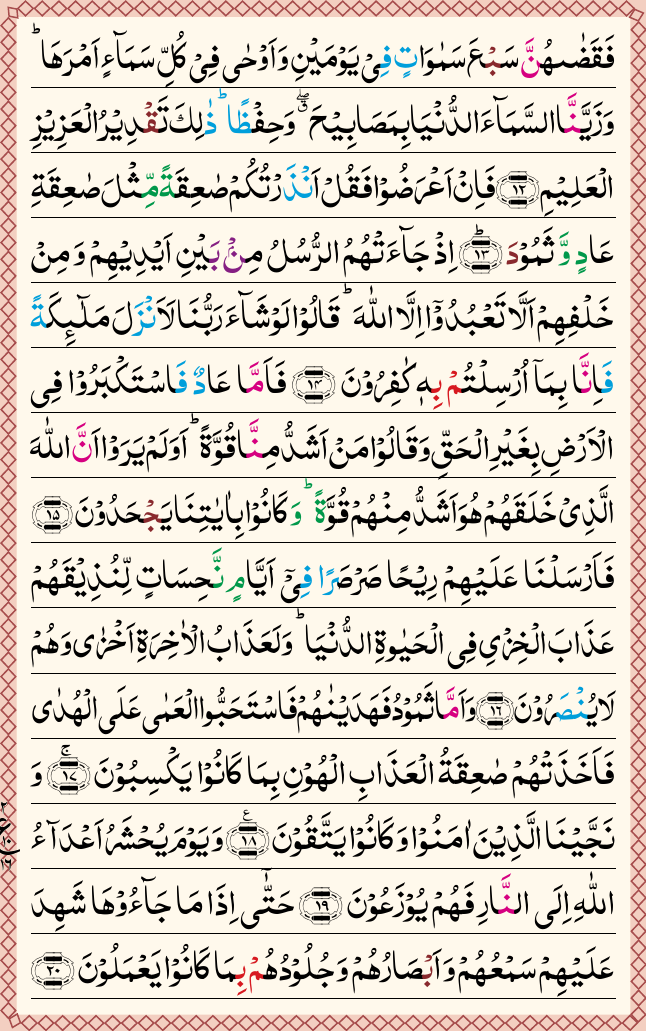 فَقَضٰىهُنَّ سَبْعَ سَمٰوَاتٍ فِیْ یَوْمَیْنِ وَاَوْحٰی فِیْ کُلِّ سَمَآءٍ اَمْرَهَا ؕ
وَزَیَّنَّا السَّمَآءَ الدُّنْیَا بِمَصَابِیْحَ ۖۗ وَحِفْظًا ؕ ذٰلِکَ تَقْدِیْرُ الْعَزِیْزِ
الْعَلِیْمِ ﴿۱۲﴾ فَاِنْ اَعْرَضُوْا فَقُلْ اَنْذَرْتُکُمْ صٰعِقَةً مِّثْلَ صٰعِقَةِ
عَادٍ وَّ ثَمُوْدَ ﴿ؕ۱۳﴾ اِذْ جَآءَتْهُمُ الرُّسُلُ مِنْۢ بَیْنِ اَیْدِیْهِمْ وَ مِنْ
خَلْفِهِمْ اَلَّا تَعْبُدُوْۤا اِلَّا اللّٰهَ ؕ قَالُوْا لَوْ شَآءَ رَبُّنَا لَاَنْزَلَ مَلٰٓئِکَةً
فَاِنَّا بِمَاۤ اُرْسِلْتُمْ بِهٖ کٰفِرُوْنَ ﴿۱۴﴾ فَاَمَّا عَادٌ فَاسْتَکْبَرُوْا فِی
الْاَرْضِ بِغَیْرِ الْحَقِّ وَقَالُوْا مَنْ اَشَدُّ مِنَّا قُوَّةً ؕ اَوَلَمْ یَرَوْا اَنَّ اللّٰهَ
الَّذِیْ خَلَقَهُمْ هُوَ اَشَدُّ مِنْهُمْ قُوَّةً ؕ وَ کَانُوْا بِاٰیٰتِنَا یَجْحَدُوْنَ ﴿۱۵﴾
فَاَرْسَلْنَا عَلَیْهِمْ رِیْحًا صَرْصَرًا فِیْۤ اَیَّامٍ نَّحِسَاتٍ لِّنُذِیْقَهُمْ
عَذَابَ الْخِزْیِ فِی الْحَیٰوةِ الدُّنْیَا ؕ وَلَعَذَابُ الْاٰخِرَةِ اَخْزٰی وَهُمْ
لَا یُنْصَرُوْنَ ﴿۱۶﴾ وَاَمَّا ثَمُوْدُ فَهَدَیْنٰهُمْ فَاسْتَحَبُّوا الْعَمٰی عَلَی الْهُدٰی
فَاَخَذَتْهُمْ صٰعِقَةُ الْعَذَابِ الْهُوْنِ بِمَا کَانُوْا یَکْسِبُوْنَ ﴿ۚ۱۷﴾ وَ
نَجَّیْنَا الَّذِیْنَ اٰمَنُوْا وَ کَانُوْا یَتَّقُوْنَ ﴿۱۸﴾ۧ وَ یَوْمَ یُحْشَرُ اَعْدَآءُ
اللّٰهِ اِلَی النَّارِ فَهُمْ یُوْزَعُوْنَ ﴿۱۹﴾ حَتّٰۤی اِذَا مَا جَآءُوْهَا شَهِدَ
عَلَیْهِمْ سَمْعُهُمْ وَ اَبْصَارُهُمْ وَ جُلُوْدُهُمْ بِمَا کَانُوْا یَعْمَلُوْنَ ﴿۲۰﴾